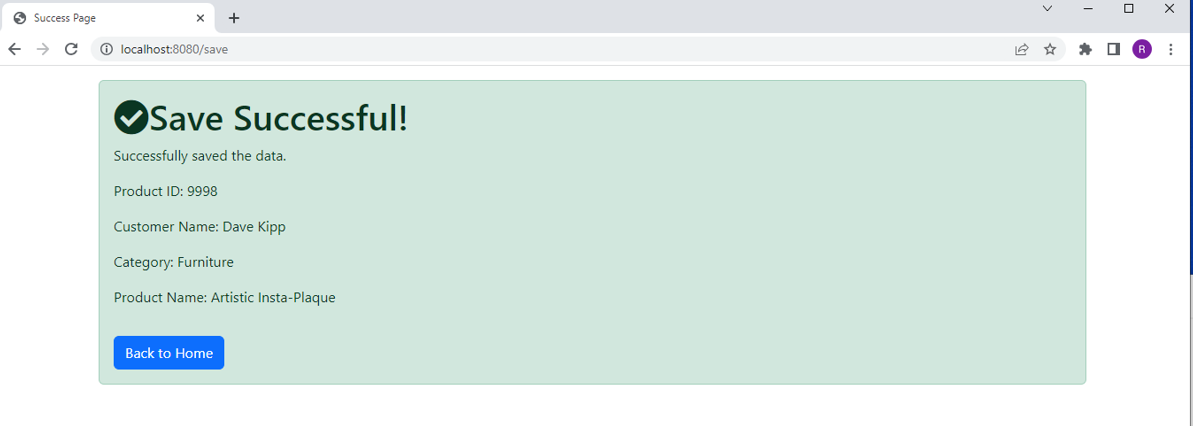 Success Page
localhost:8080/save
R
Save Successful!
Successfully saved the data.
Product ID: 9998
Customer Name: Dave Kipp
Category: Furniture
Product Name: Artistic Insta-Plaque
Back to Home